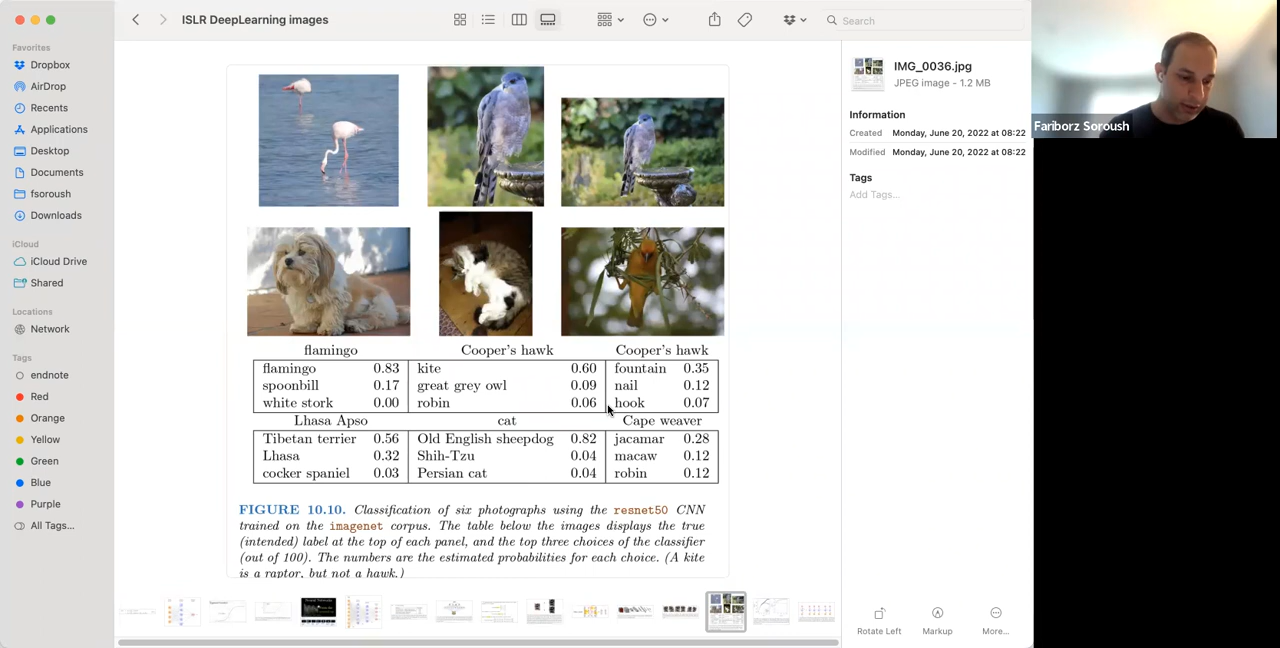 ISLR DeepLearning images
Search
Favorites
Dropbox
AirDrop
Recents
Applications
Desktop
Documents
fsoroush
Downloads
iCloud
iCloud Drive
Shared
Locations
Network
Tags
endnote
Red
Orange
Yellow
Green
Blue
Purple
All Tags...
flamingo Cooper's hawk Cooper's hawk
flamingo 0.83 kite 0.60 fountain 0.35
spoonbill 0.17 great grey owl 0.09 nail 0.12
white stork 0.00 robin 0.06 hook 0.07
Lhasa Apso cat Cape weaver
Tibetan terrier 0.56 Old English sheepdog 0.82 jacamar 0.28
Lhasa 0.32 Shih-Tzu 0.04 macaw 0.12
cocker spaniel 0.03 Persian cat 0.04 robin 0.12
FIGURE 10.10. Classification of six photographs using the resnet50 CNN
trained on the imagenet corpus. The table below the images displays the true
(intended) label at the top of each panel, and the top three choices of the classifier
(out of 100). The numbers are the estimated probabilities for each choice. (A kite
is a raptor, but not a hawk.)
IMG_0036.jpg
JPEG image - 1.2 MB
Information
Created Monday, June 20, 2022 at 08:22
Modified Monday, June 20, 2022 at 08:22
Tags
Add Tags...
Rotate Left
Markup
More...
Fariborz Soroush